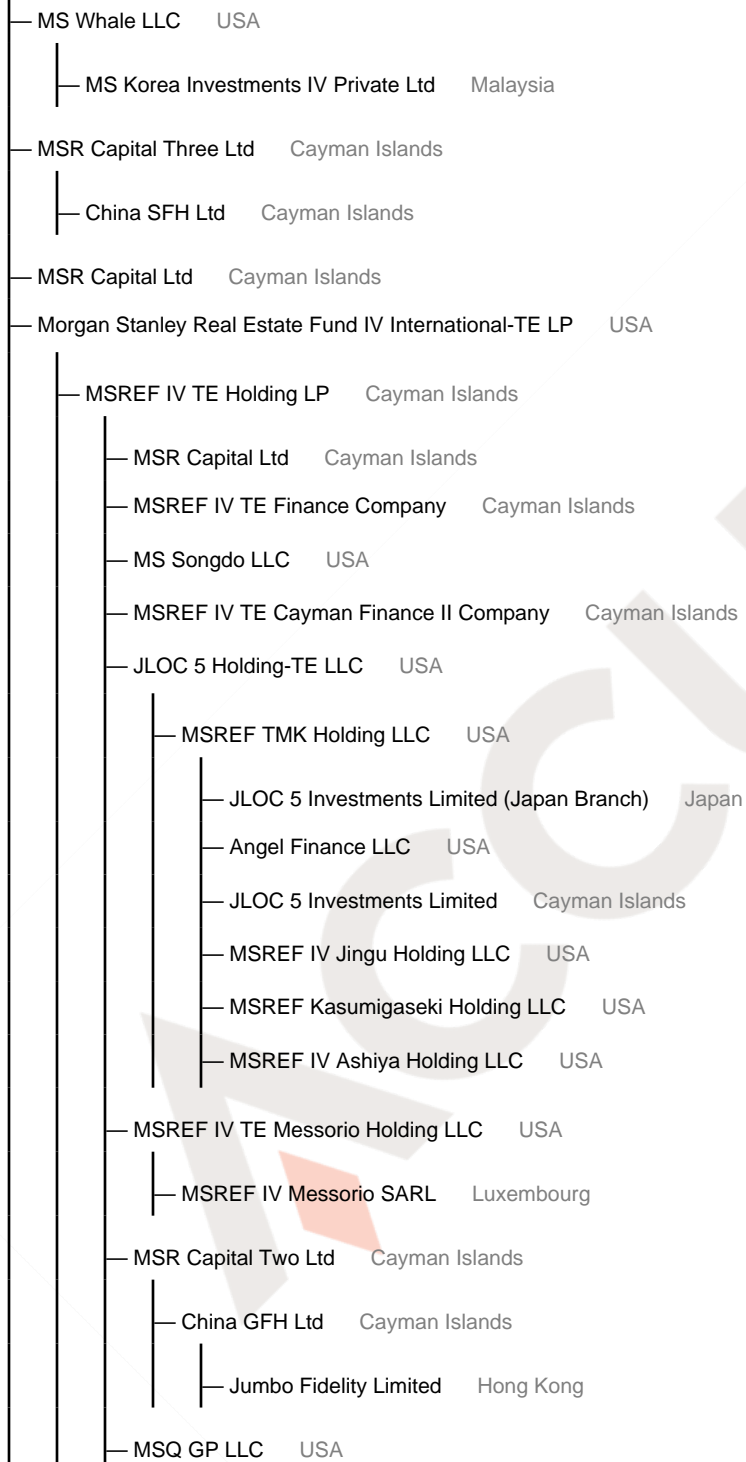 MS Whale LLC USA
MS Korea Investments IV Private Ltd Malaysia
MSR Capital Three Ltd Cayman Islands
China SFH Ltd Cayman Islands
MSR Capital Ltd Cayman Islands
Morgan Stanley Real Estate Fund IV International-TE LP USA
MSREF IV TE Holding LP Cayman Islands
MSR Capital Ltd Cayman Islands
MSREF IV TE Finance Company Cayman Islands
MS Songdo LLC USA
MSREF IV TE Cayman Finance II Company Cayman Islands
JLOC 5 Holding-TE LLC USA
MSREF TMK Holding LLC USA
JLOC 5 Investments Limited (Japan Branch) Japan
Angel Finance LLC USA
JLOC 5 Investments Limited Cayman Islands
MSREF IV Jingu Holding LLC USA
MSREF Kasumigaseki Holding LLC USA
MSREF IV Ashiya Holding LLC USA
MSREF IV TE Messorio Holding LLC USA
MSREF IV Messorio SARL Luxembourg
MSR Capital Two Ltd Cayman Islands
China GFH Ltd Cayman Islands
Jumbo Fidelity Limited Hong Kong
MSQ GP LLC USA